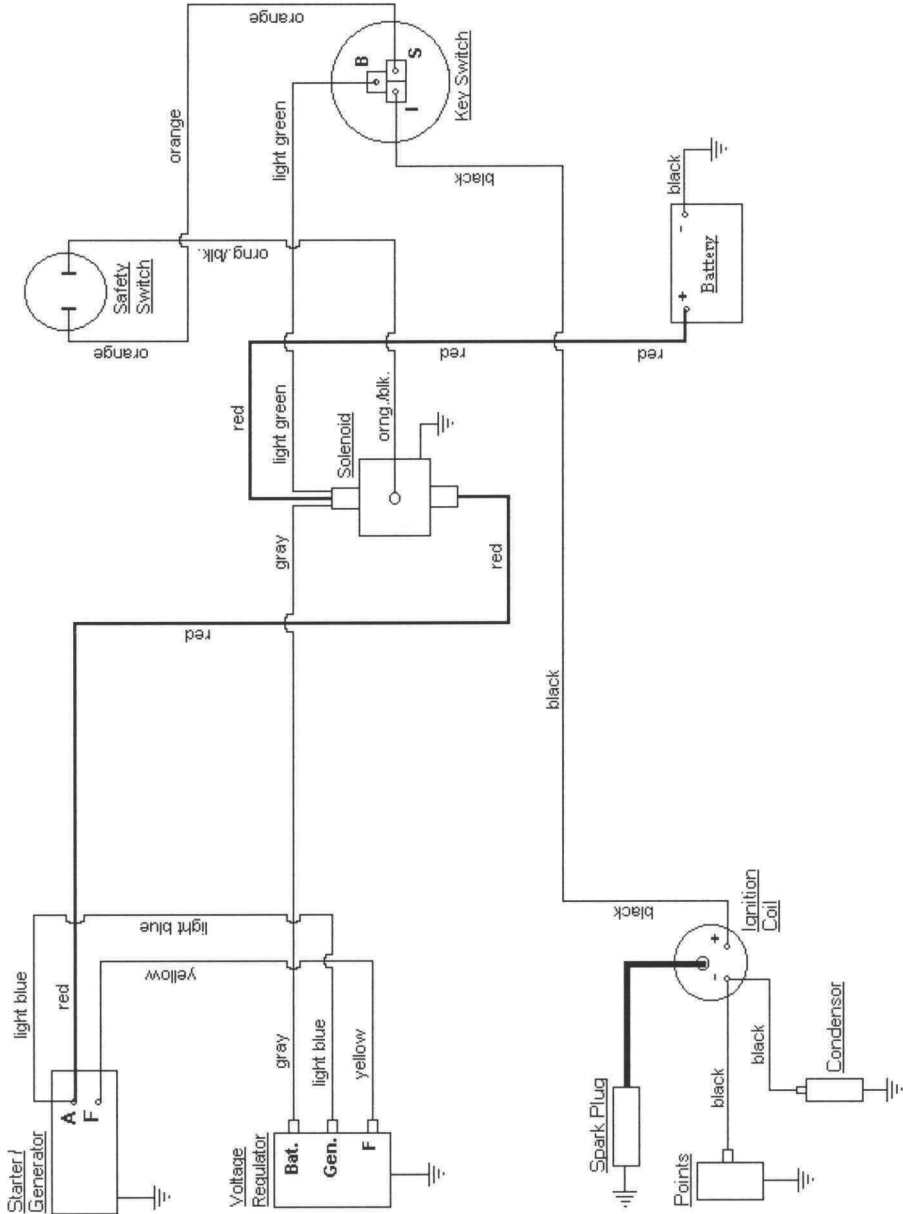 Starter /
Generator
A
F
light blue
red
yellow
light blue
Voltage
Regulator
Bat.
Gen.
F
gray
light blue
yellow
red
gray
red
Solenoid
red
light green
orng./blk.
orange
Safety
Switch
orng./blk.
orange
light green
orange
Key Switch
B
S
I
black
red
red
Battery
+
-
black
black
black
Ignition
Coil
+
-
Spark Plug
Points
black
black
Condensor